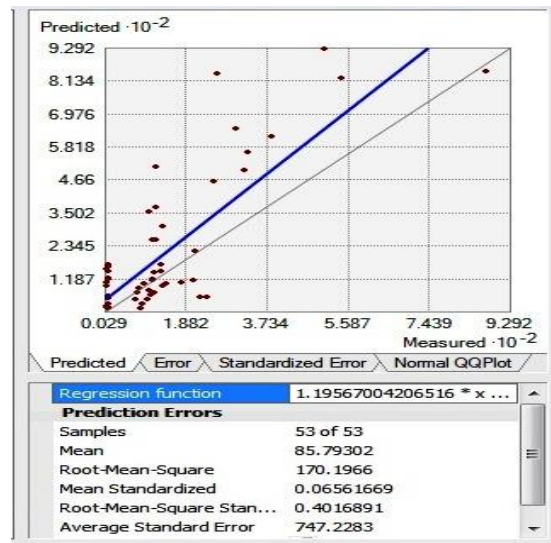 Predicted ·10⁻²
9.292
8.134
6.976
5.818
4.66
3.502
2.345
1.187
0.029 1.882 3.734 5.587 7.439 9.292
Measured ·10⁻²
Predicted Error Standardized Error Normal QQPlot
Regression function 1.19567004206516 * x ...
Prediction Errors
Samples 53 of 53
Mean 85.79302
Root-Mean-Square 170.1966
Mean Standardized 0.06561669
Root-Mean-Square Stan... 0.4016891
Average Standard Error 747.2283